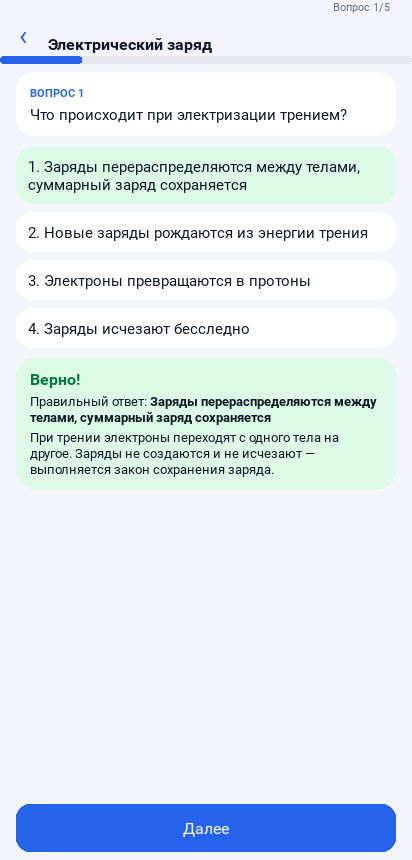 Вопрос 1/5
‹
Электрический заряд
ВОПРОС 1
Что происходит при электризации трением?
1. Заряды перераспределяются между телами,
суммарный заряд сохраняется
2. Новые заряды рождаются из энергии трения
3. Электроны превращаются в протоны
4. Заряды исчезают бесследно
Верно!
Правильный ответ: Заряды перераспределяются между
телами, суммарный заряд сохраняется
При трении электроны переходят с одного тела на
другое. Заряды не создаются и не исчезают —
выполняется закон сохранения заряда.
Далее